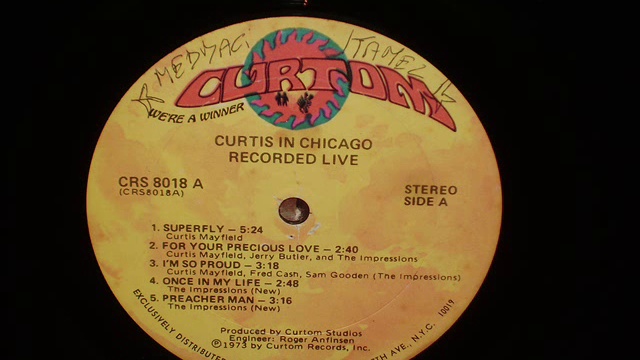 MEDMAC
CURTOM
WE'RE A WINNER
CURTIS IN CHICAGO
RECORDED LIVE
CRS 8018 A
(CRS8018A)
STEREO
SIDE A
1. SUPERFLY — 5:24
Curtis Mayfield
2. FOR YOUR PRECIOUS LOVE — 2:40
Curtis Mayfield, Jerry Butler, and The Impressions
3. I'M SO PROUD — 3:18
Curtis Mayfield, Fred Cash, Sam Gooden (The Impressions)
4. ONCE IN MY LIFE — 2:48
The Impressions (New)
5. PREACHER MAN — 3:16
The Impressions (New)
Produced by Curtom Studios
Engineer: Roger Anfinsen
℗1973 by Curtom Records, Inc.
EXCLUSIVELY DISTRIBUTED
AVE., N.Y.C. 10019